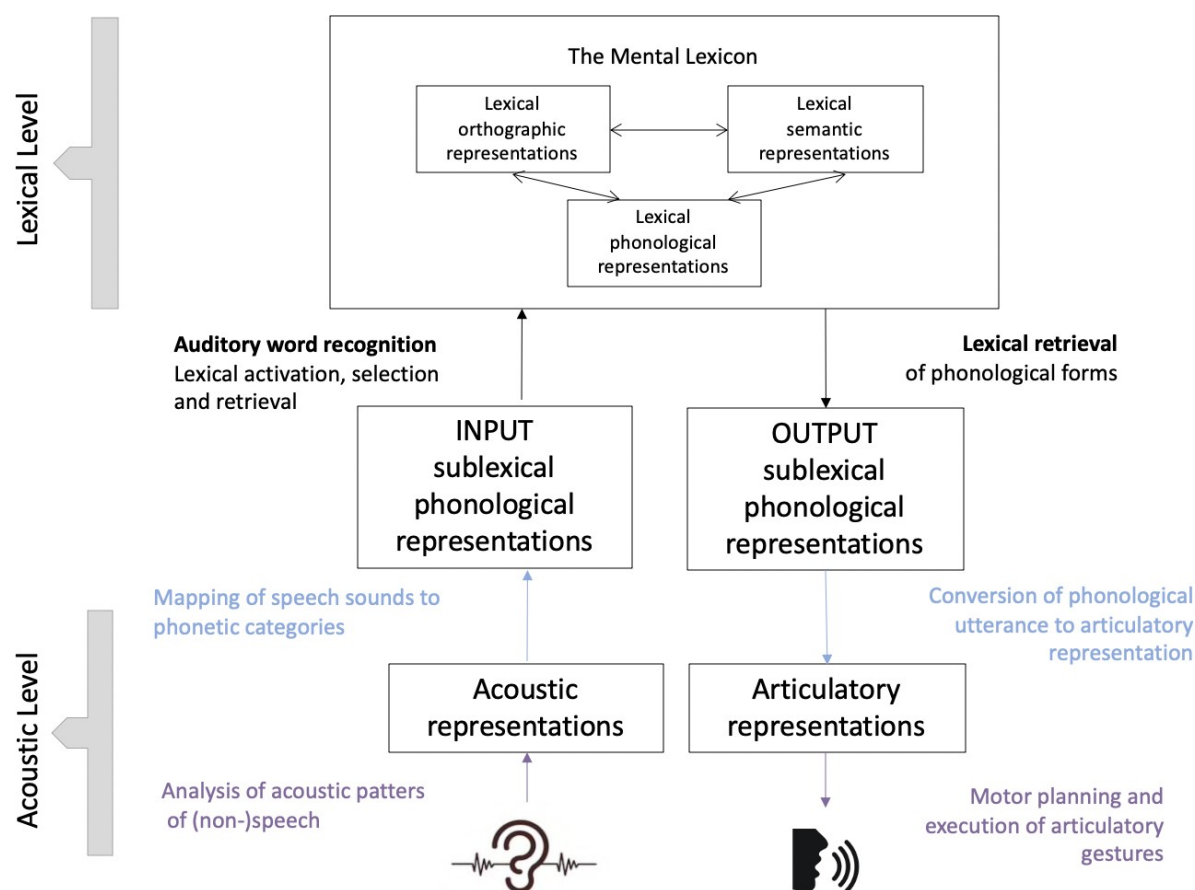 Lexical Level
The Mental Lexicon
Lexical
orthographic
representations
Lexical
semantic
representations
Lexical
phonological
representations
Auditory word recognition
Lexical activation, selection
and retrieval
Lexical retrieval
of phonological forms
INPUT
sublexical
phonological
representations
OUTPUT
sublexical
phonological
representations
Mapping of speech sounds to
phonetic categories
Conversion of phonological
utterance to articulatory
representation
Acoustic Level
Acoustic
representations
Articulatory
representations
Analysis of acoustic patters
of (non-)speech
Motor planning and
execution of articulatory
gestures